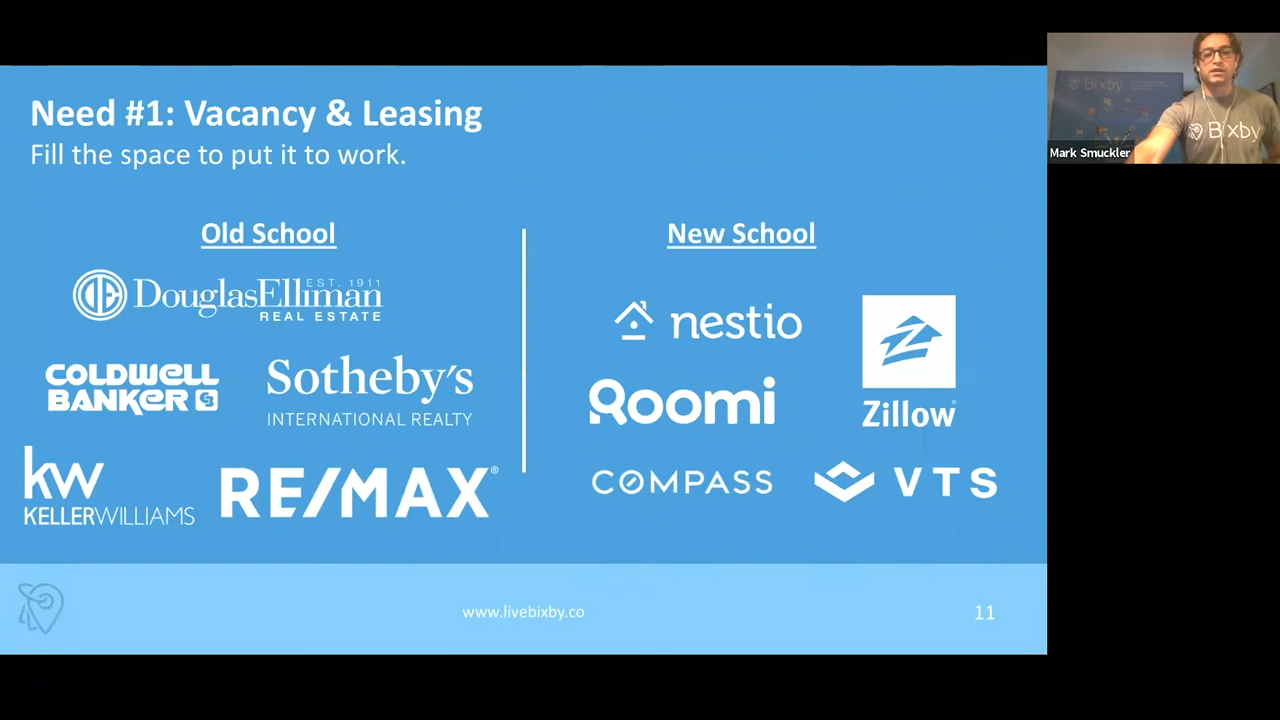 Need #1: Vacancy & Leasing
Fill the space to put it to work.
Old School
DouglasElliman
EST. 1911
REAL ESTATE
COLDWELL
BANKER
CB
Sotheby's
INTERNATIONAL REALTY
kw
KELLERWILLIAMS
RE/MAX®
New School
nestio
Zillow®
Roomi
COMPASS
VTS
www.livebixby.co
11
Bixby
Bixby
Mark Smuckler